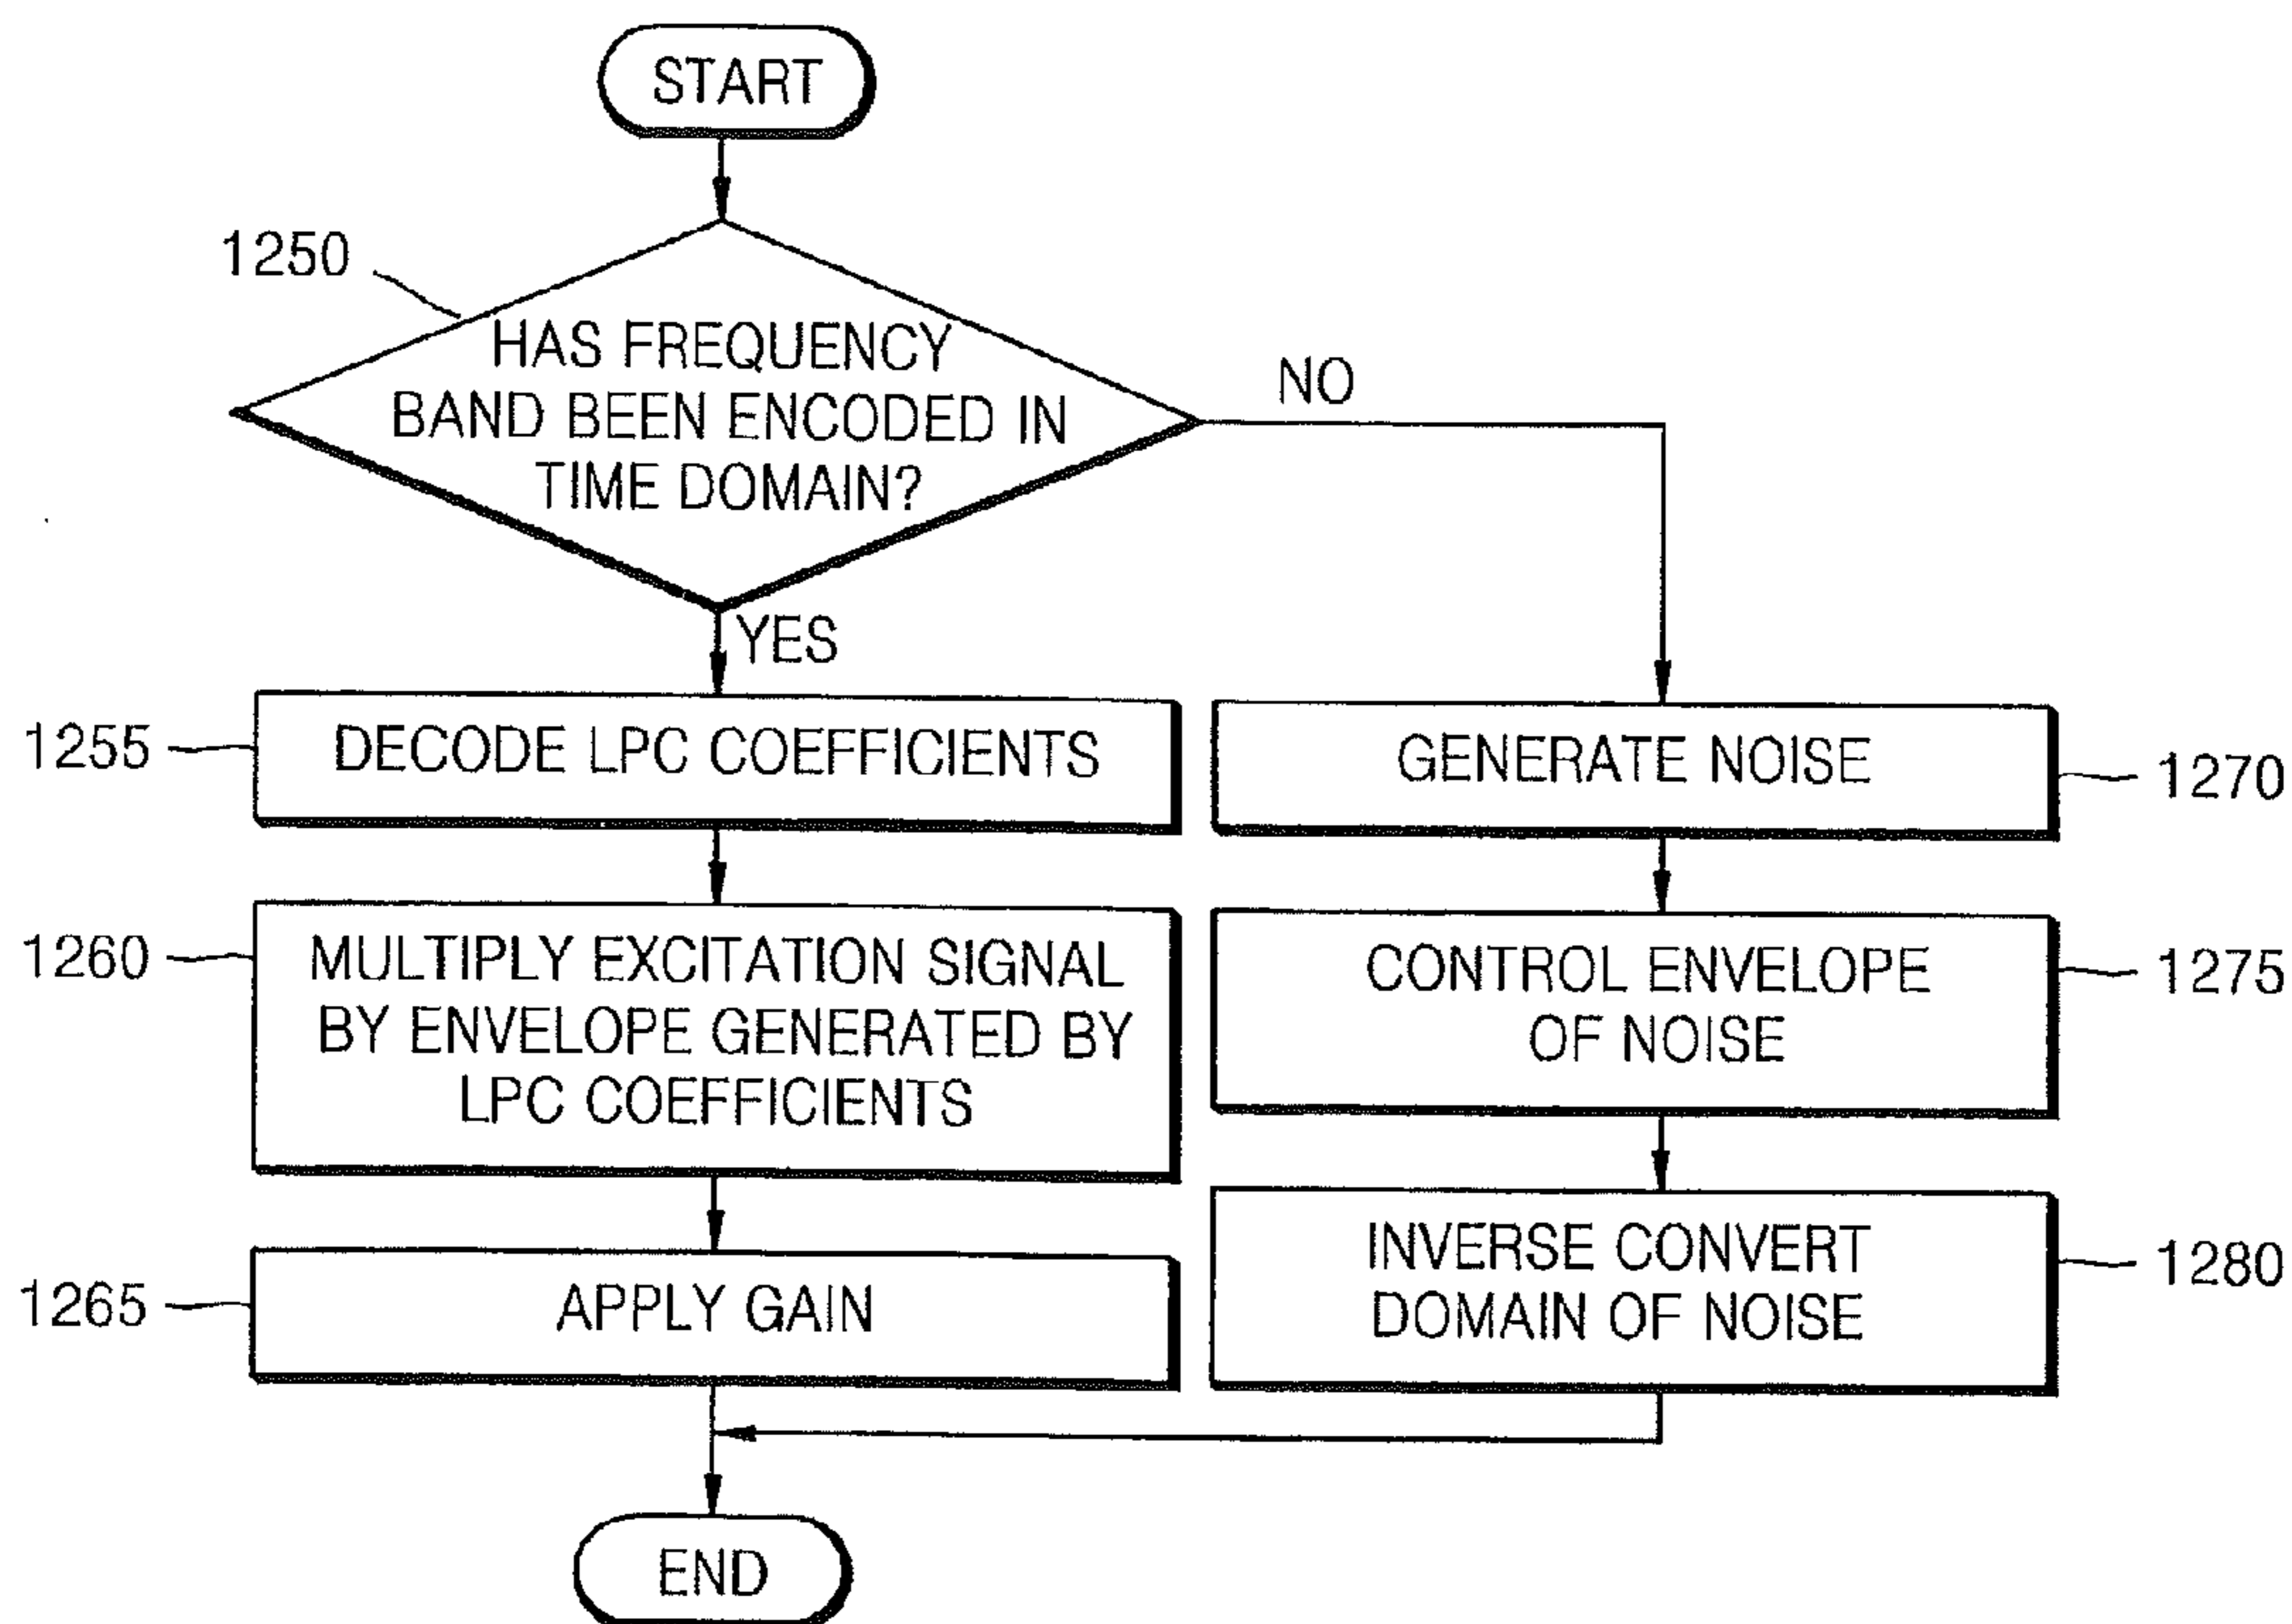 START
1250
HAS FREQUENCY
BAND BEEN ENCODED IN
TIME DOMAIN?
NO
YES
1255
DECODE LPC COEFFICIENTS
GENERATE NOISE
1270
1260
MULTIPLY EXCITATION SIGNAL
BY ENVELOPE GENERATED BY
LPC COEFFICIENTS
CONTROL ENVELOPE
OF NOISE
1275
1265
APPLY GAIN
INVERSE CONVERT
DOMAIN OF NOISE
1280
END